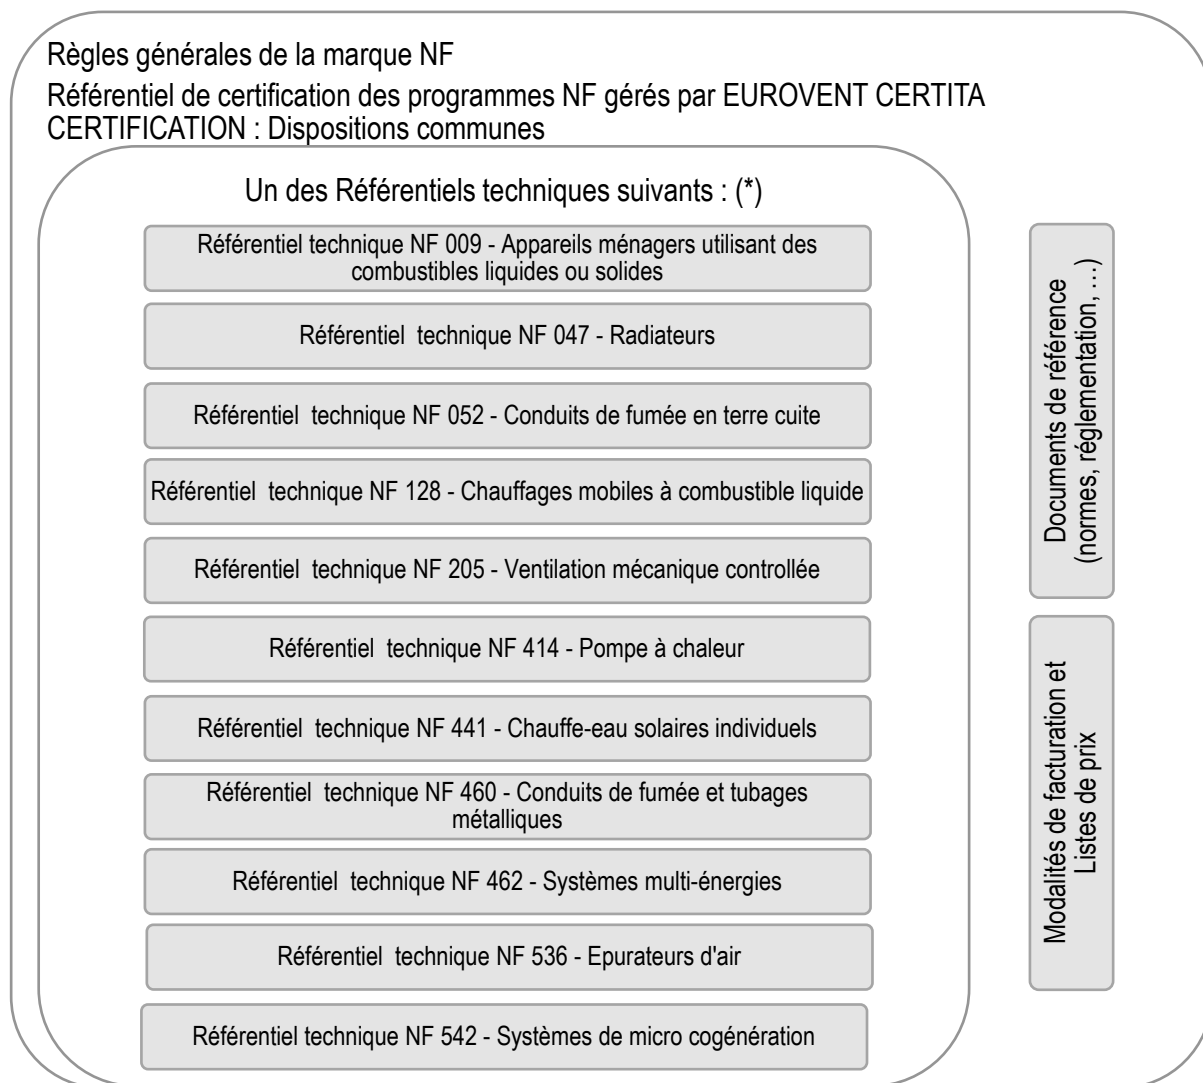 Règles générales de la marque NF
Référentiel de certification des programmes NF gérés par EUROVENT CERTITA
CERTIFICATION : Dispositions communes
Un des Référentiels techniques suivants : (*)
Référentiel technique NF 009 - Appareils ménagers utilisant des
combustibles liquides ou solides
Référentiel technique NF 047 - Radiateurs
Référentiel technique NF 052 - Conduits de fumée en terre cuite
Référentiel technique NF 128 - Chauffages mobiles à combustible liquide
Référentiel technique NF 205 - Ventilation mécanique controllée
Référentiel technique NF 414 - Pompe à chaleur
Référentiel technique NF 441 - Chauffe-eau solaires individuels
Référentiel technique NF 460 - Conduits de fumée et tubages
métalliques
Référentiel technique NF 462 - Systèmes multi-énergies
Référentiel technique NF 536 - Epurateurs d'air
Référentiel technique NF 542 - Systèmes de micro cogénération
Documents de référence
(normes, réglementation, …)
Modalités de facturation et
Listes de prix